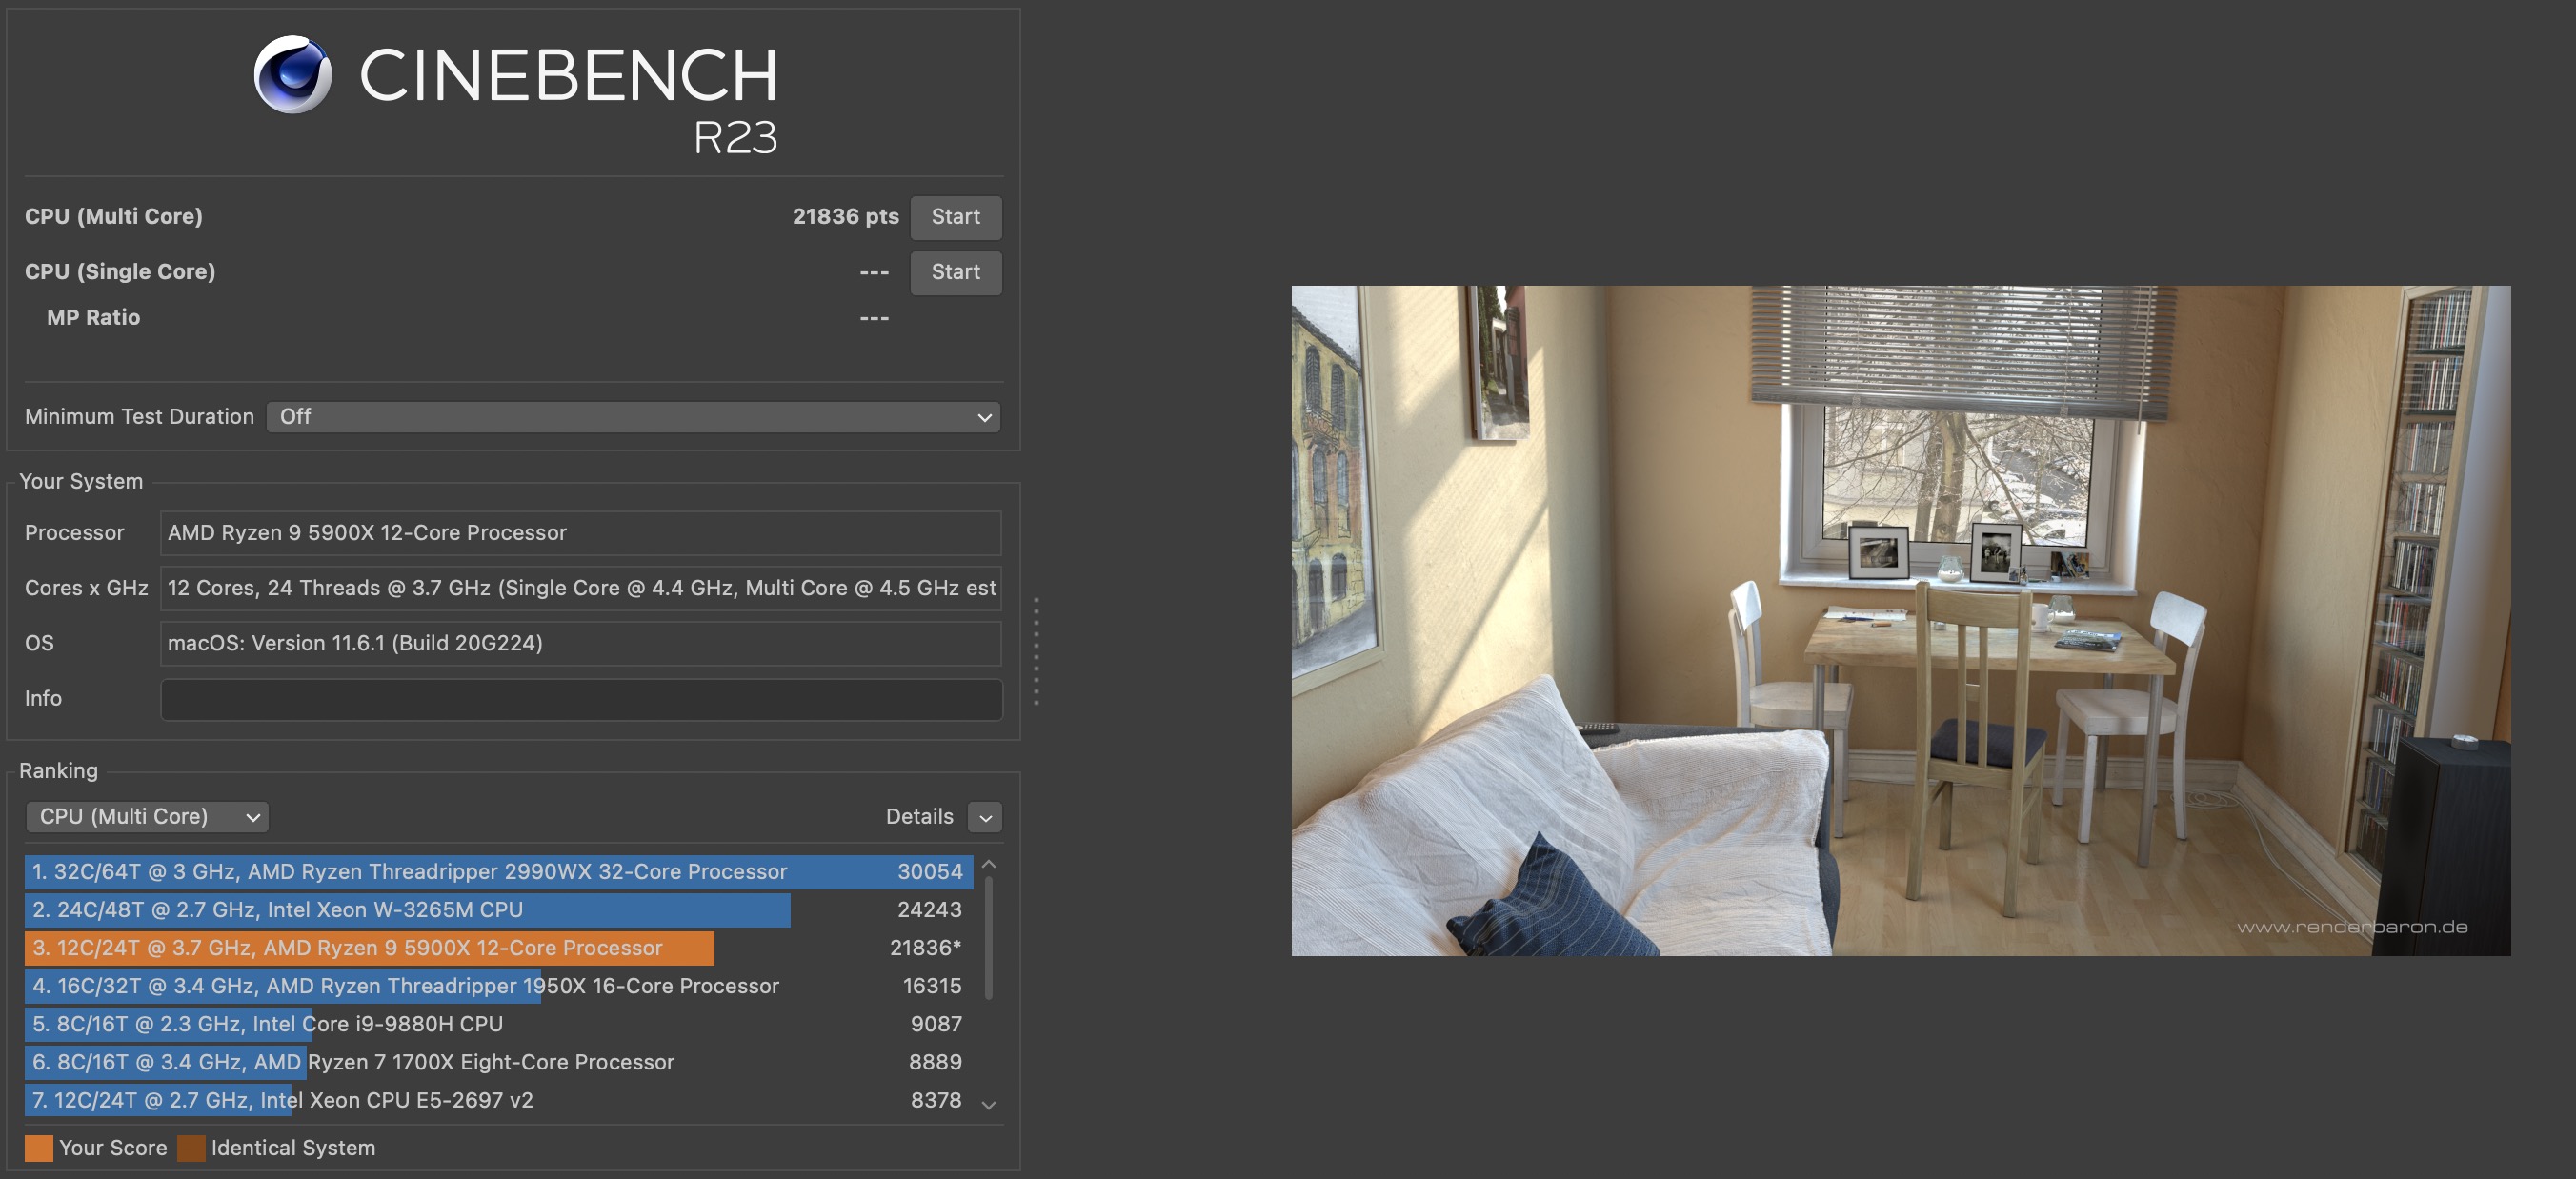 CINEBENCH
R23
CPU (Multi Core) 21836 pts Start
CPU (Single Core) --- Start
MP Ratio ---
Minimum Test Duration Off
Your System
Processor AMD Ryzen 9 5900X 12-Core Processor
Cores x GHz 12 Cores, 24 Threads @ 3.7 GHz (Single Core @ 4.4 GHz, Multi Core @ 4.5 GHz est
OS macOS: Version 11.6.1 (Build 20G224)
Info
Ranking
CPU (Multi Core) Details
1. 32C/64T @ 3 GHz, AMD Ryzen Threadripper 2990WX 32-Core Processor 30054
2. 24C/48T @ 2.7 GHz, Intel Xeon W-3265M CPU 24243
3. 12C/24T @ 3.7 GHz, AMD Ryzen 9 5900X 12-Core Processor 21836*
4. 16C/32T @ 3.4 GHz, AMD Ryzen Threadripper 1950X 16-Core Processor 16315
5. 8C/16T @ 2.3 GHz, Intel Core i9-9880H CPU 9087
6. 8C/16T @ 3.4 GHz, AMD Ryzen 7 1700X Eight-Core Processor 8889
7. 12C/24T @ 2.7 GHz, Intel Xeon CPU E5-2697 v2 8378
Your Score Identical System
www.renderbaron.de